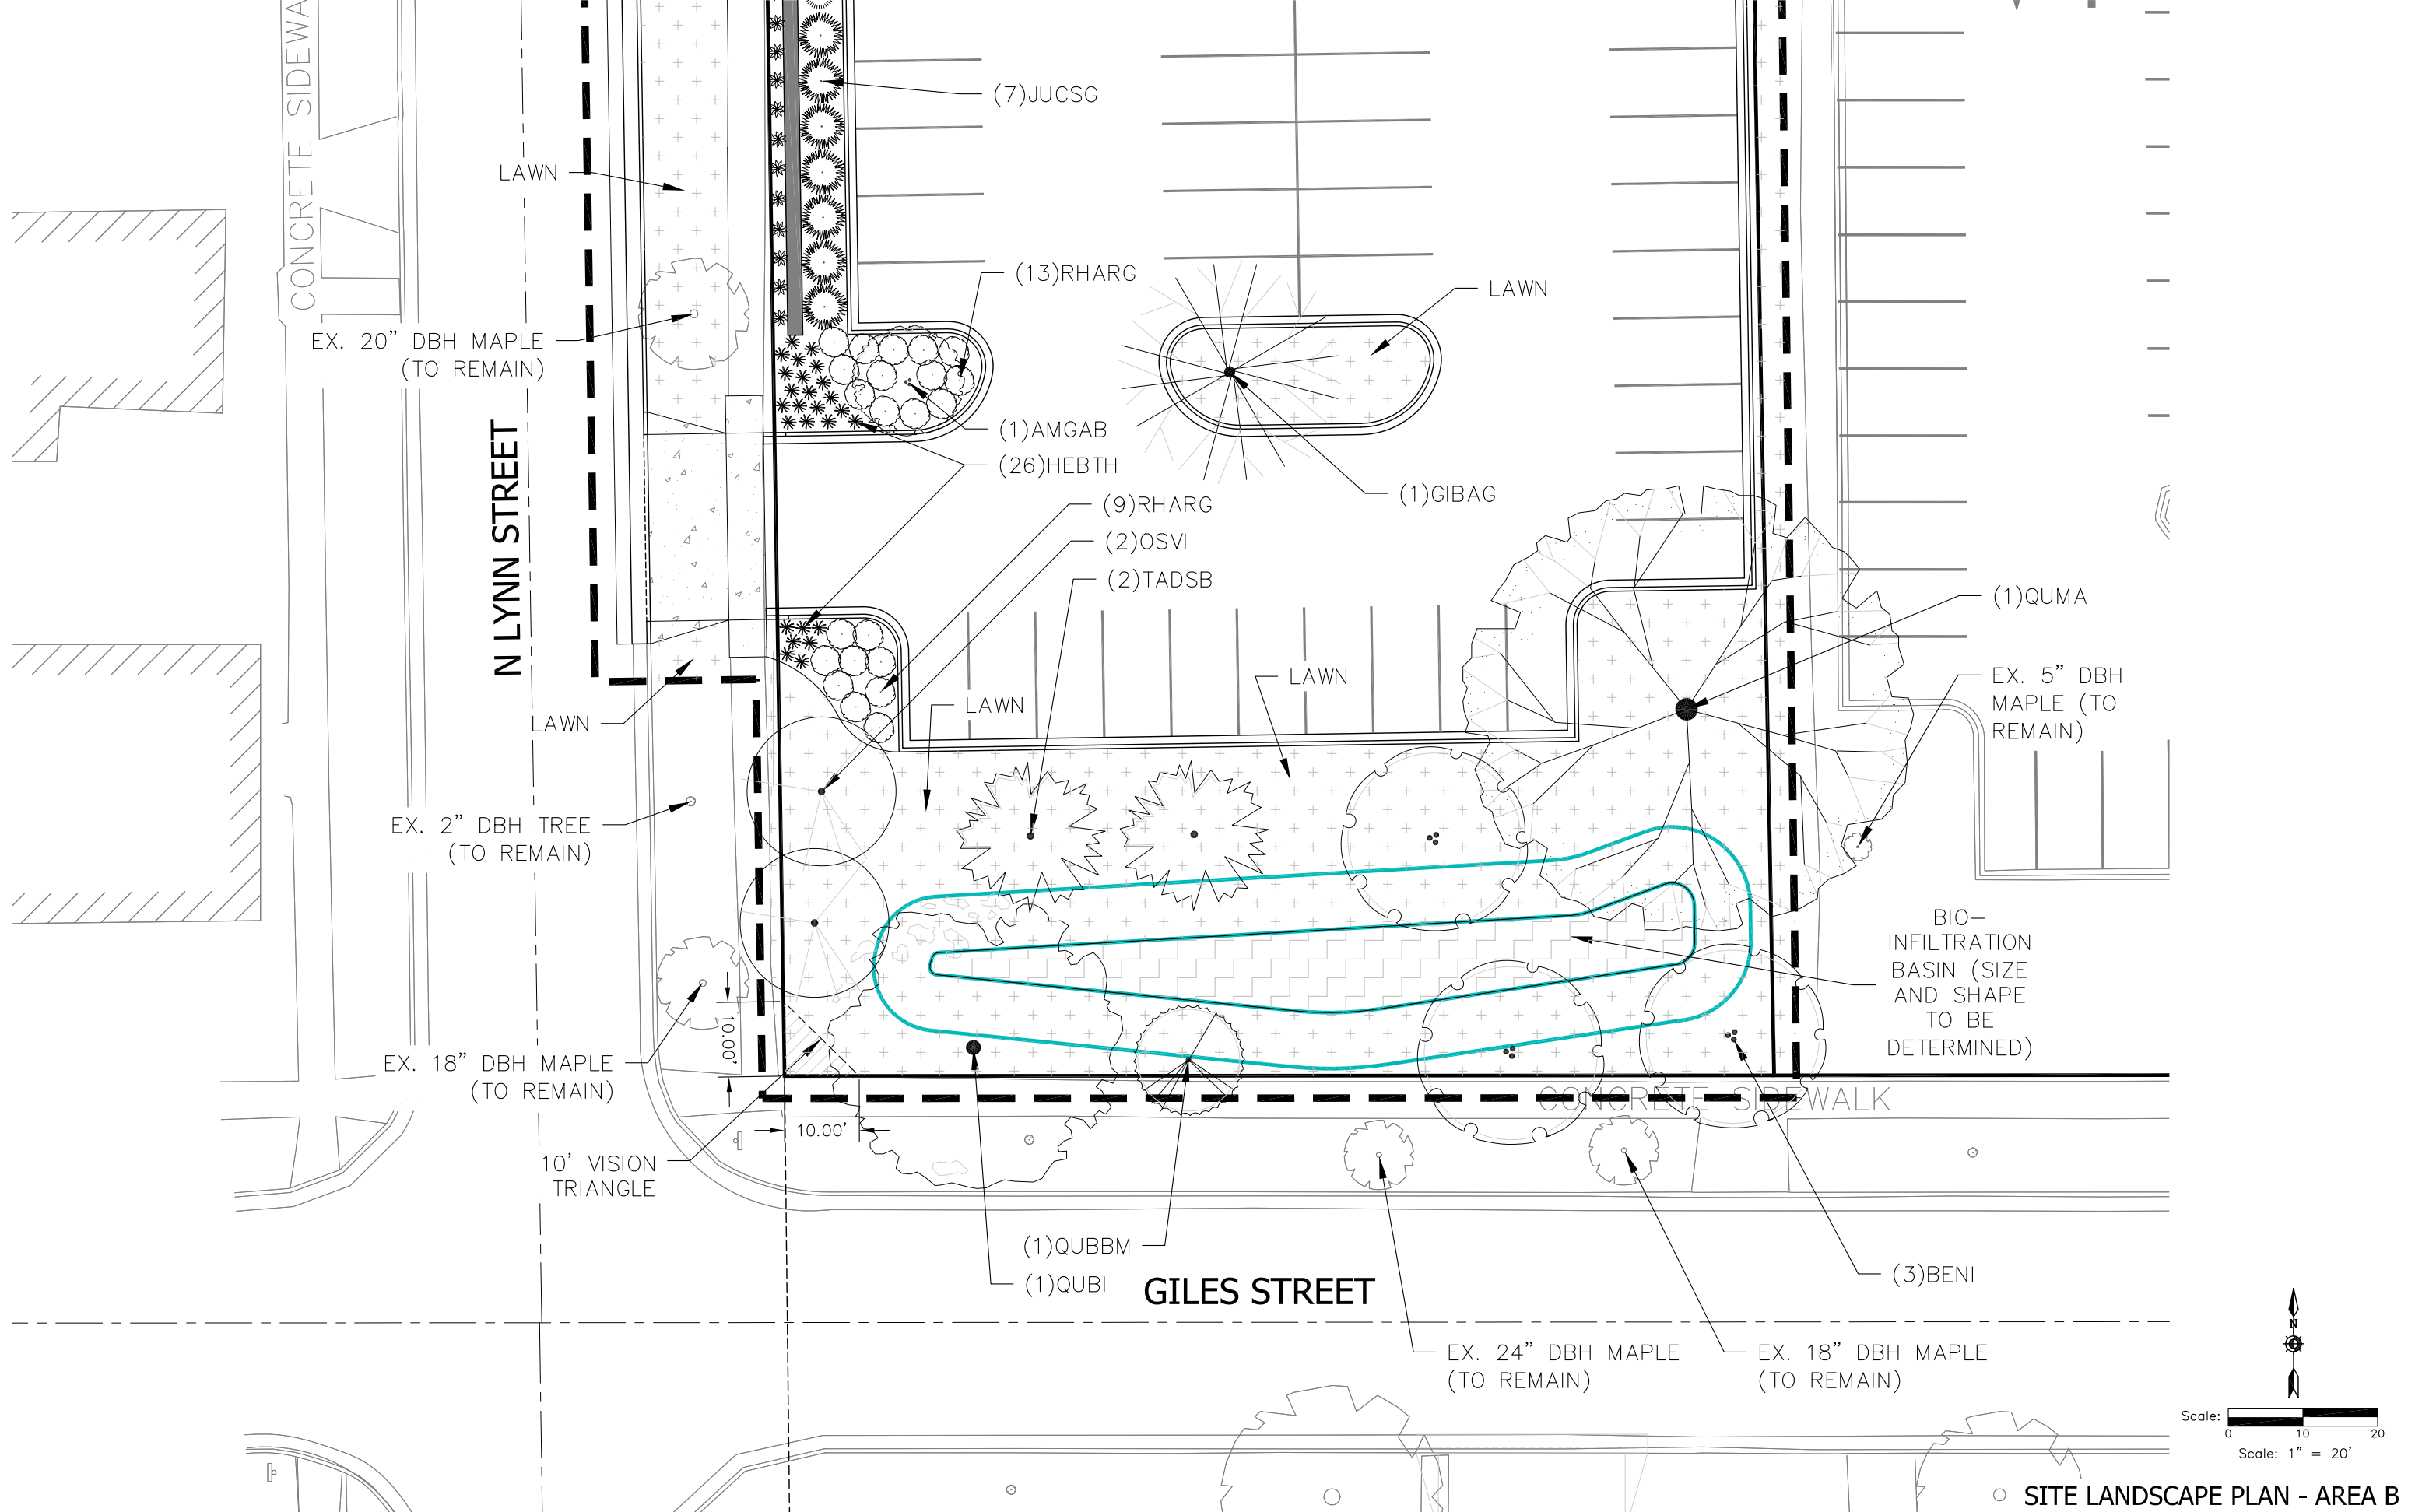 CONCRETE SIDEWA
(7)JUCSG
LAWN
(13)RHARG
LAWN
EX. 20" DBH MAPLE
(TO REMAIN)
(1)AMGAB
(26)HEBTH
(1)GIBAG
(9)RHARG
(2)OSVI
(2)TADSB
N LYNN STREET
(1)QUMA
LAWN
EX. 5" DBH
MAPLE (TO
REMAIN)
LAWN
LAWN
EX. 2" DBH TREE
(TO REMAIN)
BIO-
INFILTRATION
BASIN (SIZE
AND SHAPE
TO BE
DETERMINED)
10.00'
EX. 18" DBH MAPLE
(TO REMAIN)
CONCRETE SIDEWALK
10.00'
10' VISION
TRIANGLE
(1)QUBBM
(1)QUBI
GILES STREET
(3)BENI
EX. 24" DBH MAPLE
(TO REMAIN)
EX. 18" DBH MAPLE
(TO REMAIN)
N
Scale:
0 10 20
Scale: 1" = 20'
SITE LANDSCAPE PLAN - AREA B